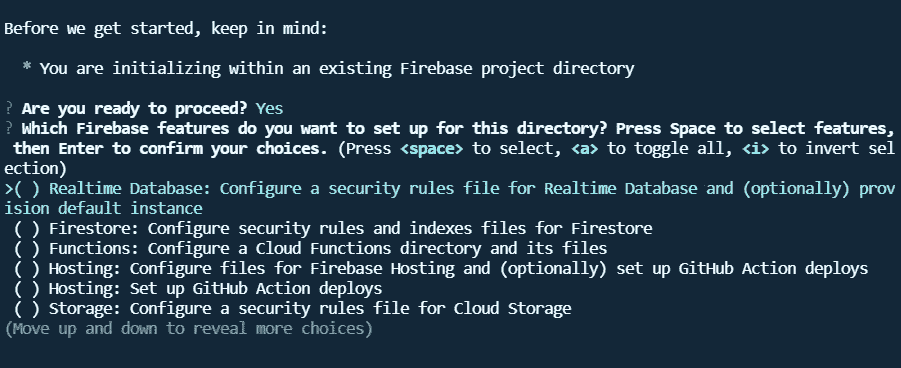 Before we get started, keep in mind:
* You are initializing within an existing Firebase project directory
? Are you ready to proceed? Yes
? Which Firebase features do you want to set up for this directory? Press Space to select features,
then Enter to confirm your choices. (Press <space> to select, <a> to toggle all, <i> to invert sel
ection)
>( ) Realtime Database: Configure a security rules file for Realtime Database and (optionally) prov
ision default instance
( ) Firestore: Configure security rules and indexes files for Firestore
( ) Functions: Configure a Cloud Functions directory and its files
( ) Hosting: Configure files for Firebase Hosting and (optionally) set up GitHub Action deploys
( ) Hosting: Set up GitHub Action deploys
( ) Storage: Configure a security rules file for Cloud Storage
(Move up and down to reveal more choices)